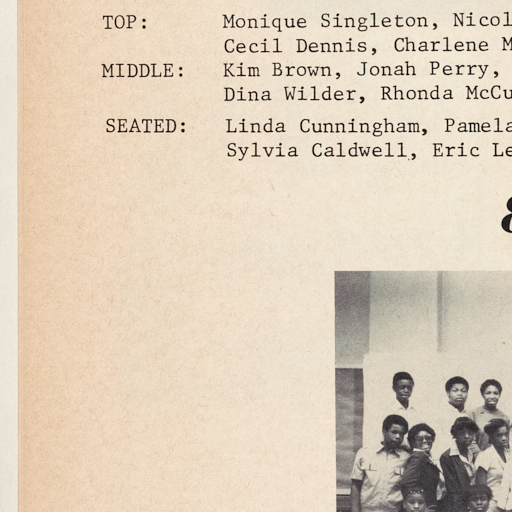 TOP: Monique Singleton, Nicol
Cecil Dennis, Charlene M
MIDDLE: Kim Brown, Jonah Perry,
Dina Wilder, Rhonda McCu
SEATED: Linda Cunningham, Pamela
Sylvia Caldwell, Eric Le